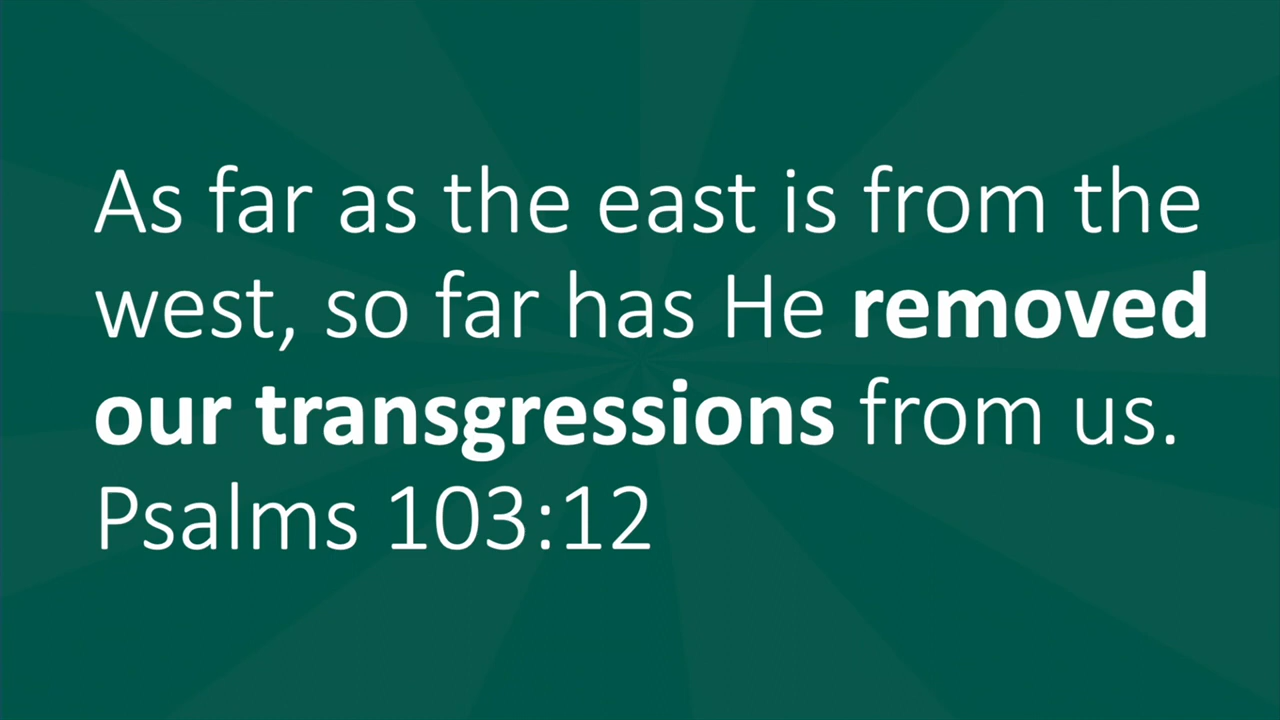 As far as the east is from the
west, so far has He removed
our transgressions from us.
Psalms 103:12